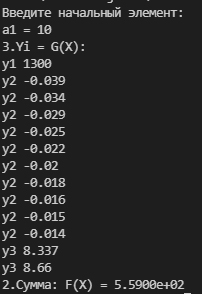 Введите начальный элемент:
a1 = 10
3.Yi = G(X):
y1 1300
y2 -0.039
y2 -0.034
y2 -0.029
y2 -0.025
y2 -0.022
y2 -0.02
y2 -0.018
y2 -0.016
y2 -0.015
y2 -0.014
y3 8.337
y3 8.66
2.Сумма: F(X) = 5.5900e+02